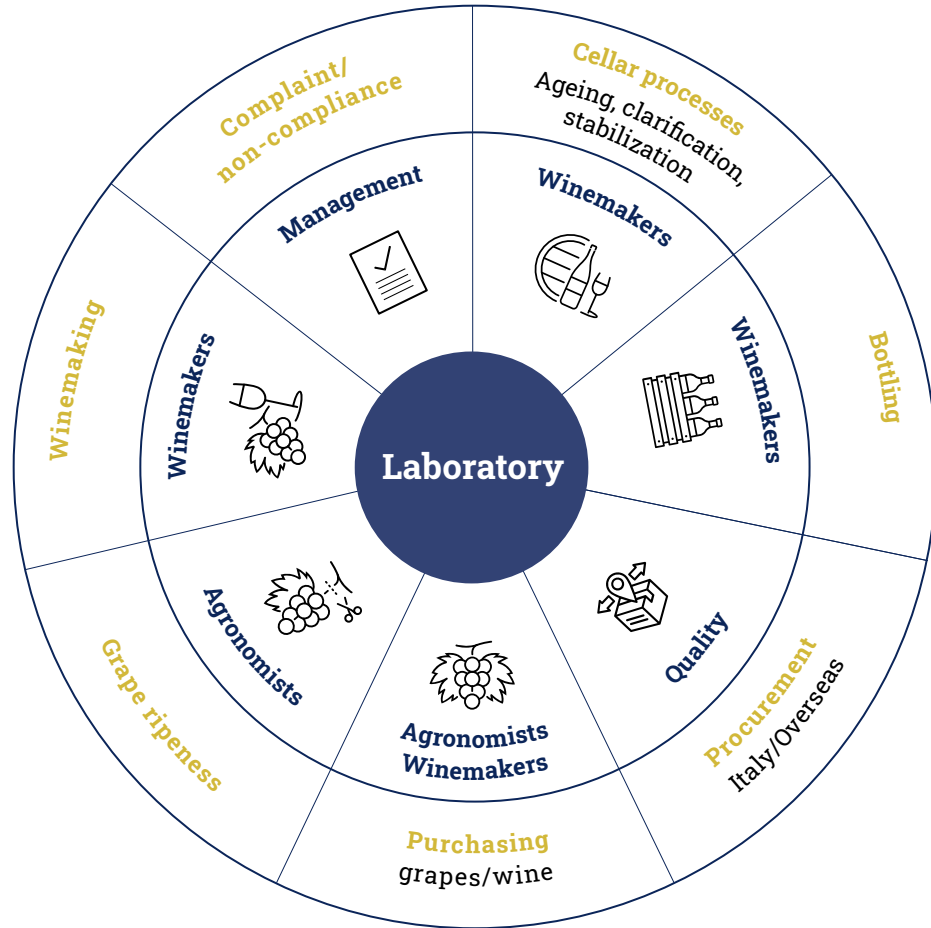 Complaint/
non-compliance
Management
Cellar processes
Ageing, clarification,
stabilization
Winemakers
Bottling
Winemakers
Procurement
Italy/Overseas
Quality
Agronomists
Winemakers
Purchasing
grapes/wine
Agronomists
Grape ripeness
Winemakers
Winemaking
Laboratory